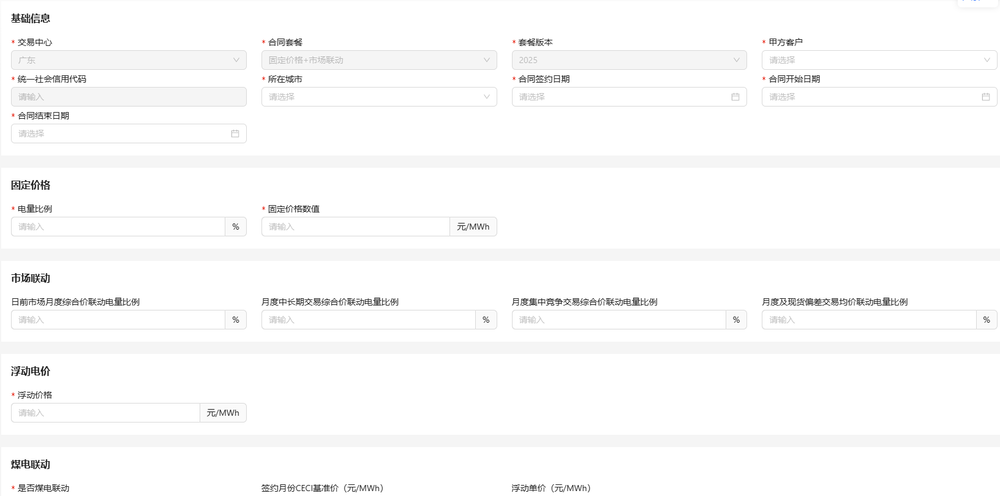 基础信息
* 交易中心
* 合同套餐
* 套餐版本
* 甲方客户
广东
固定价格+市场联动
2025
请选择
* 统一社会信用代码
* 所在城市
* 合同签约日期
* 合同开始日期
请输入
请选择
请选择
请选择
* 合同结束日期
请选择
固定价格
* 电量比例
* 固定价格数值
请输入 %
请输入 元/MWh
市场联动
日前市场月度综合价联动电量比例
月度中长期交易综合价联动电量比例
月度集中竞争交易综合价联动电量比例
月度及现货偏差交易均价联动电量比例
请输入 %
请输入 %
请输入 %
请输入 %
浮动电价
* 浮动价格
请输入 元/MWh
煤电联动
* 是否煤电联动
签约月份CECI基准价（元/MWh）
浮动单价（元/MWh）